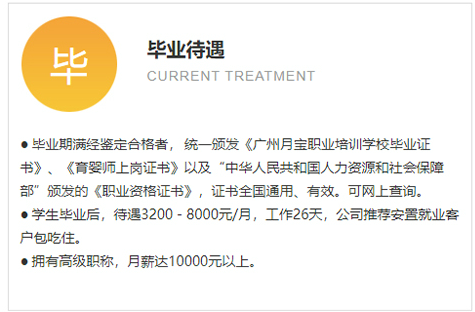 毕
毕业待遇
CURRENT TREATMENT
● 毕业期满经鉴定合格者， 统一颁发《广州月宝职业培训学校毕业证
书》、《育婴师上岗证书》以及“中华人民共和国人力资源和社会保障
部”颁发的《职业资格证书》，证书全国通用、有效。可网上查询。
● 学生毕业后，待遇3200 - 8000元/月，工作26天，公司推荐安置就业客
户包吃住。
● 拥有高级职称，月薪达10000元以上。